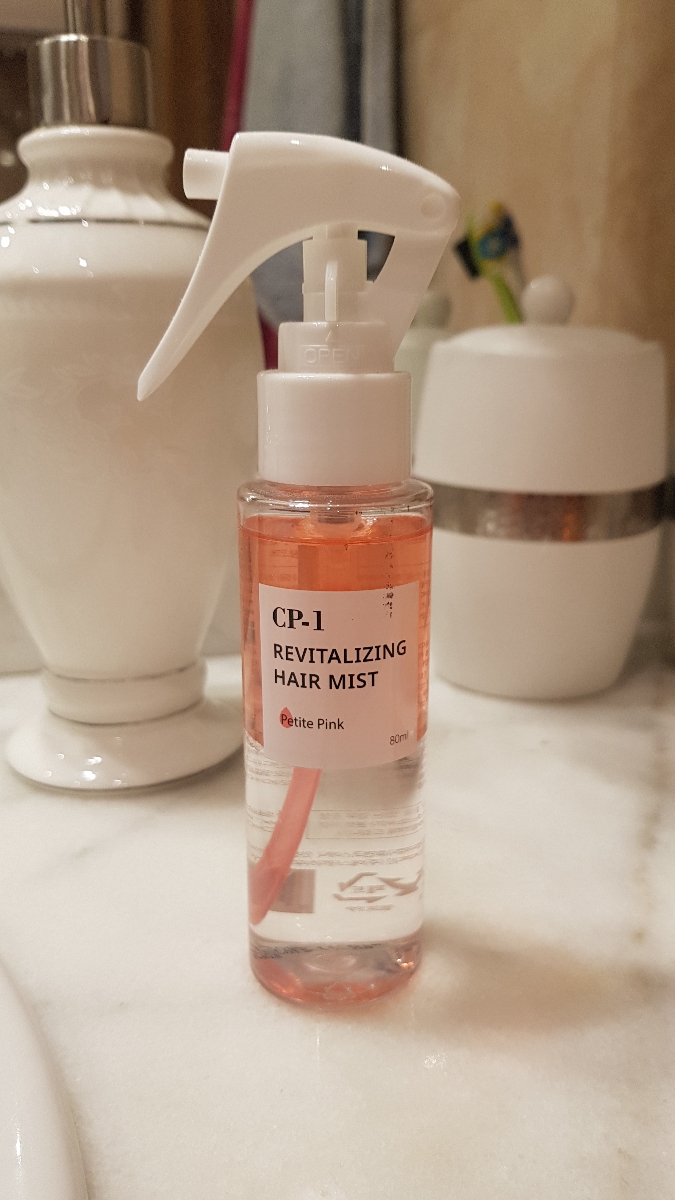 OPEN
CP-1
REVITALIZING
HAIR MIST
Petite Pink
80ml